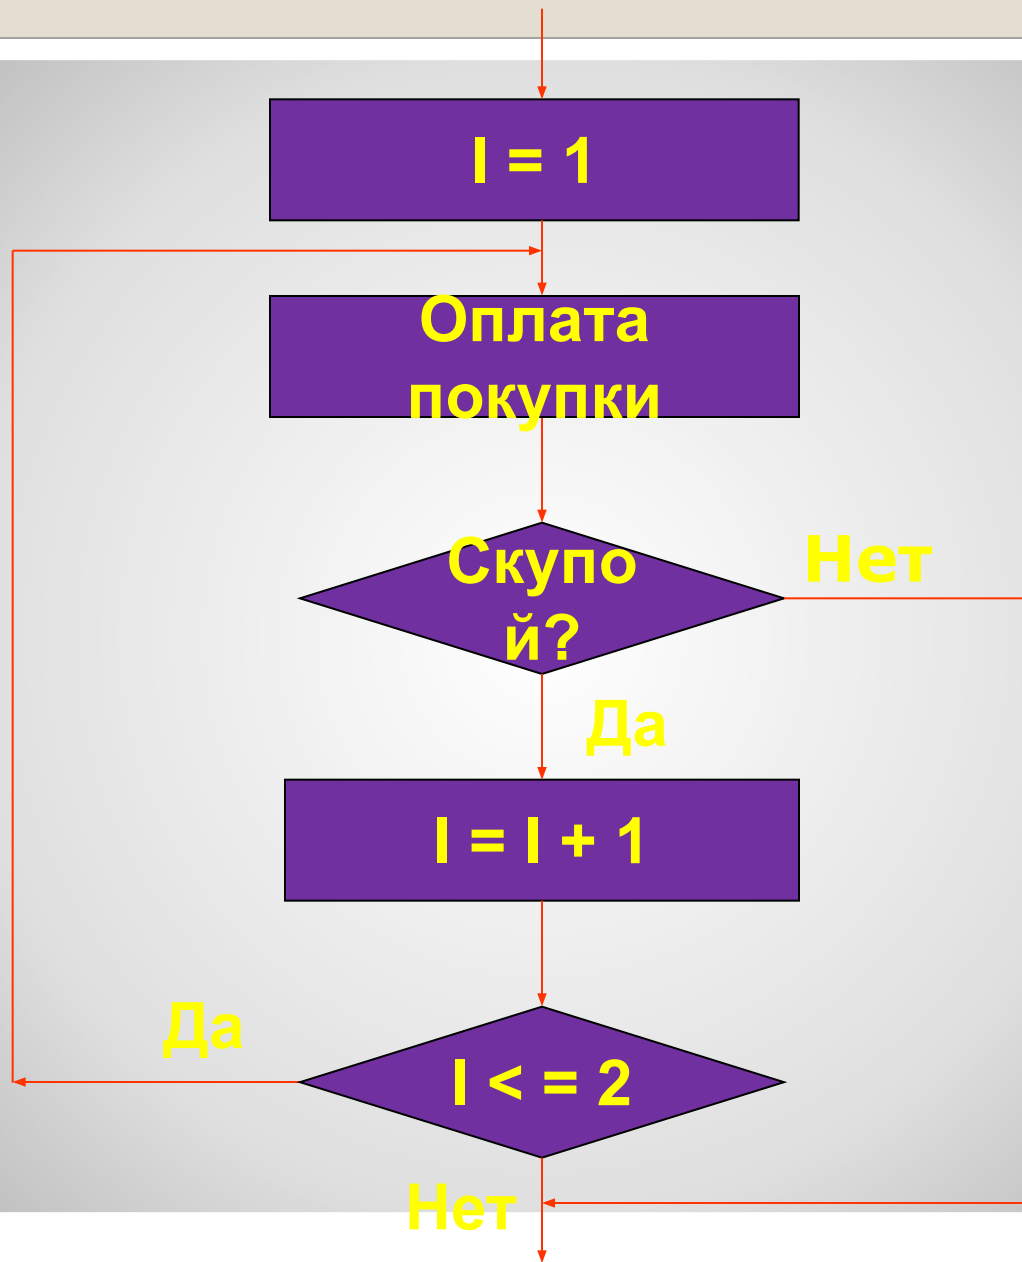 I = 1
Оплата
покупки
Скупо
й?
Нет
Да
I = I + 1
Да
I < = 2
Нет